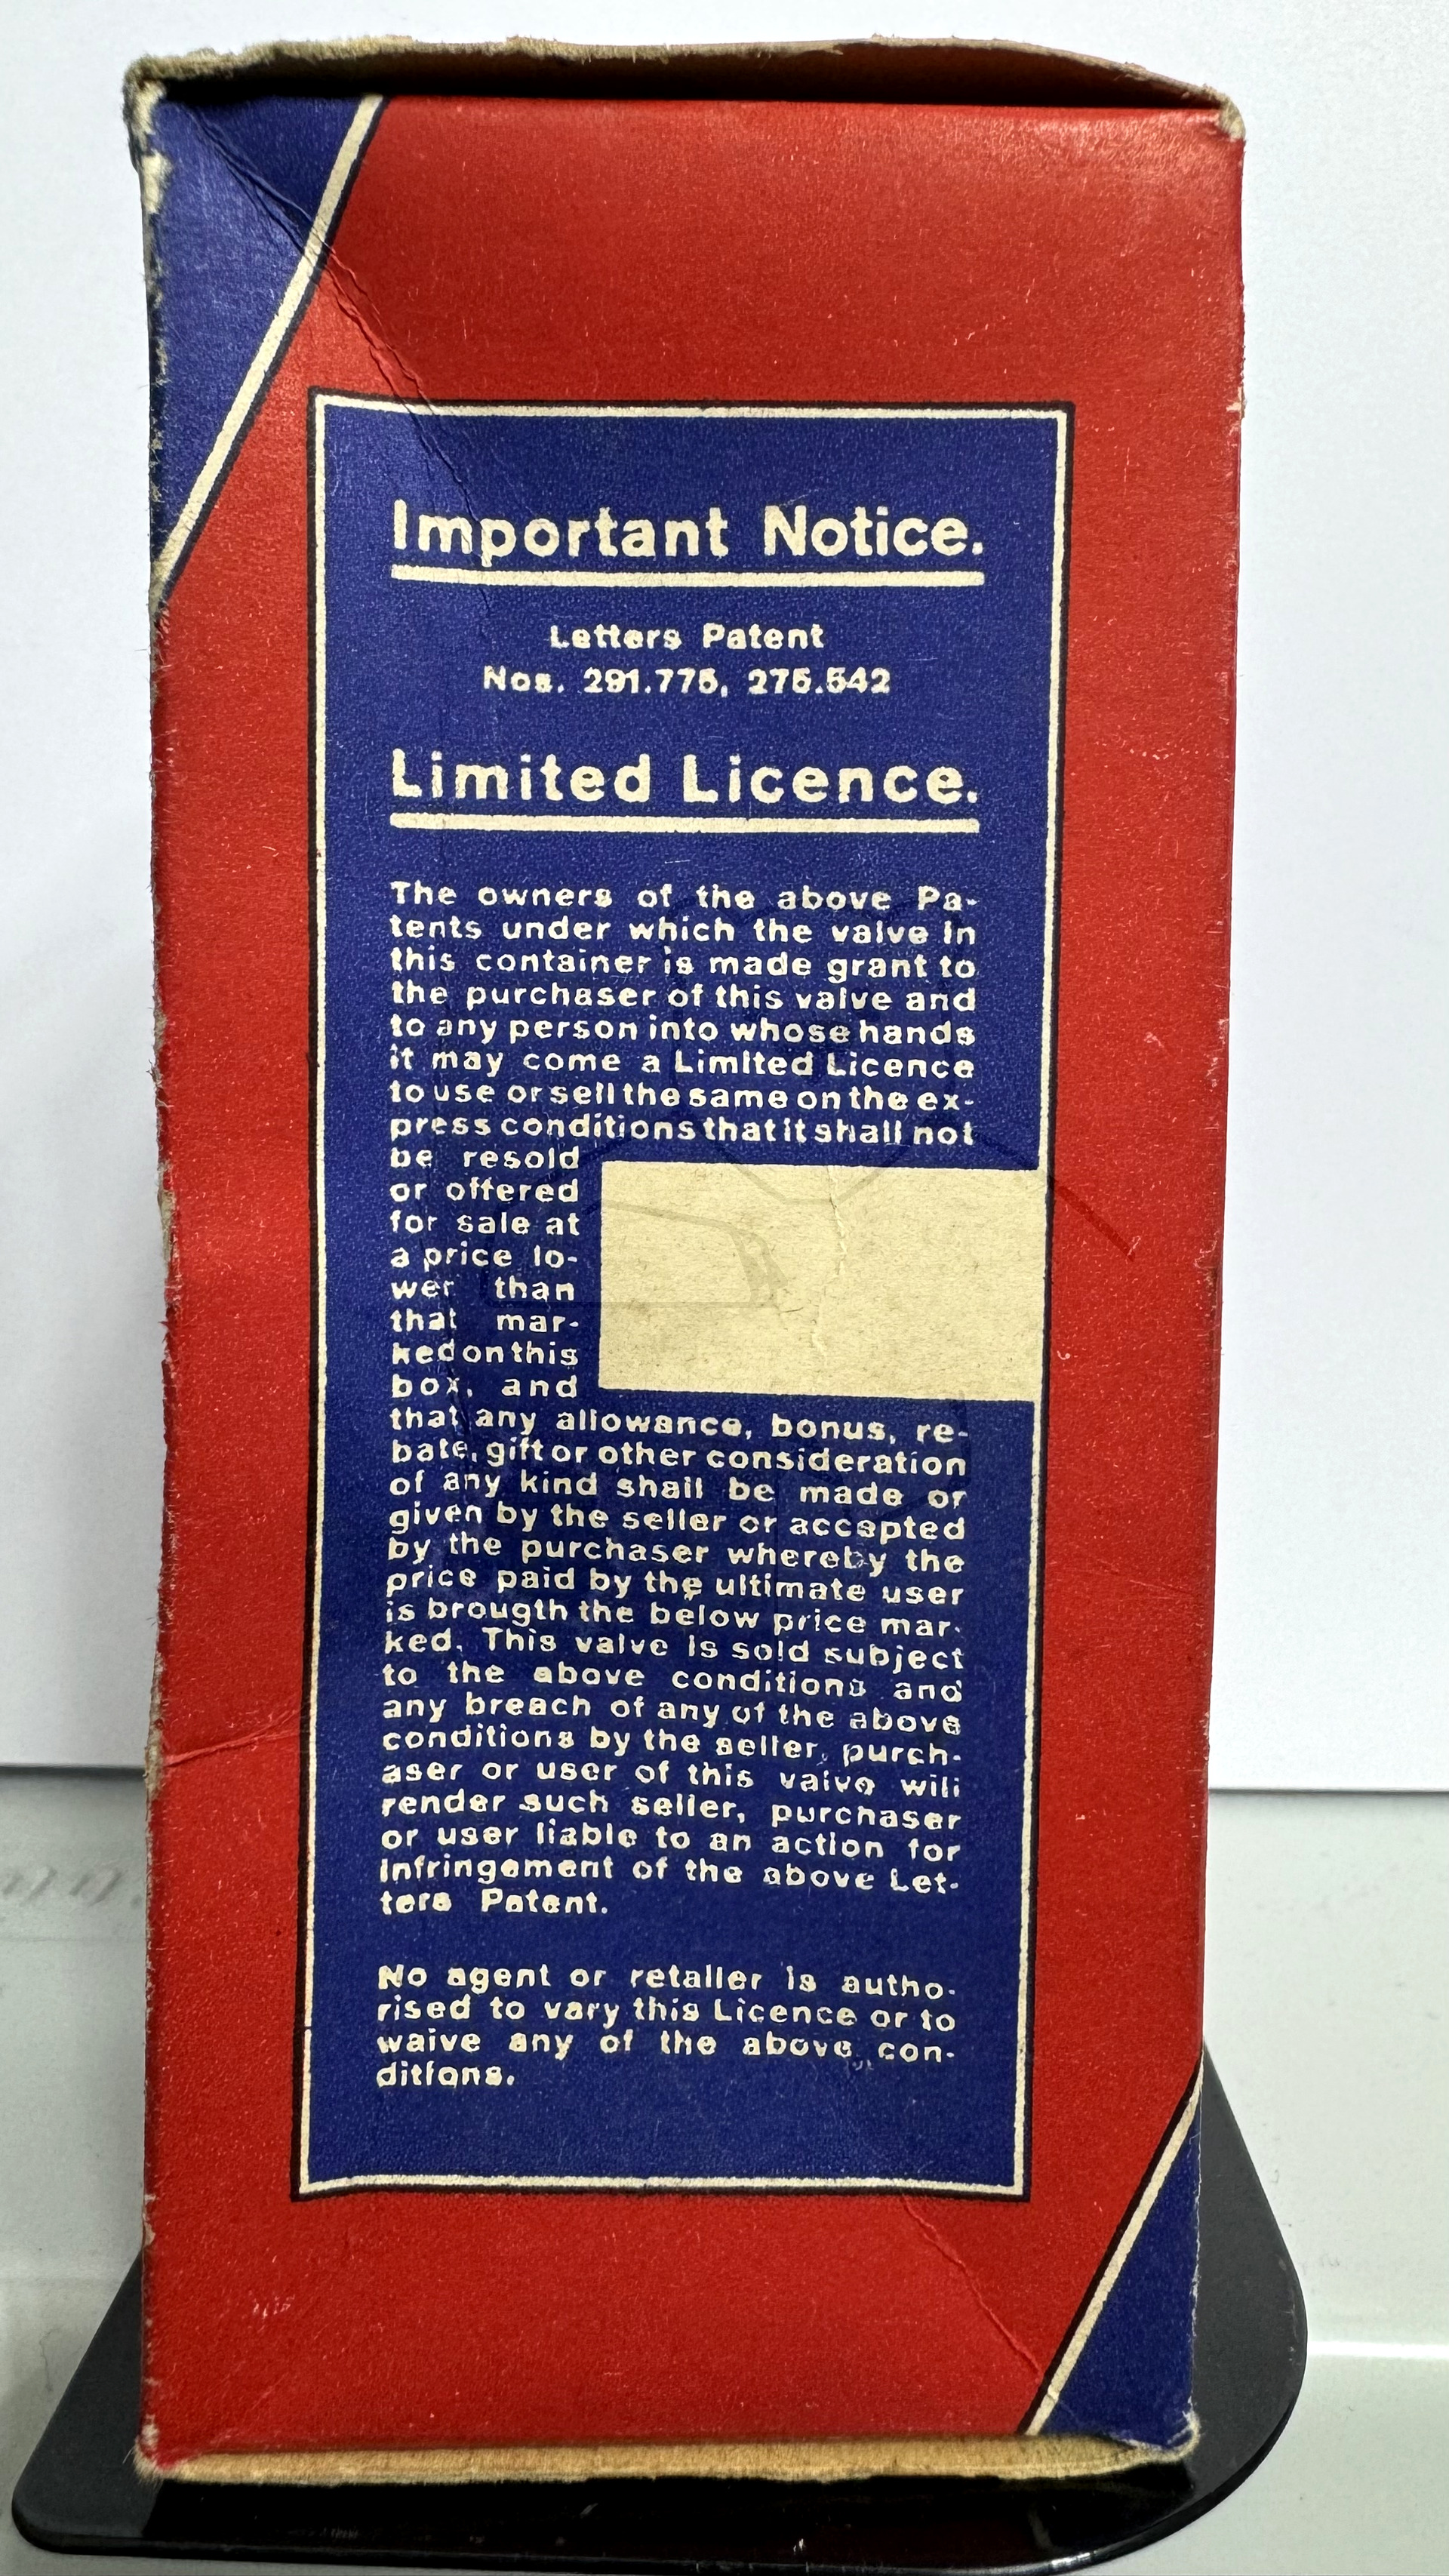 Important Notice.
Letters Patent
Nos. 291.775, 275.542
Limited Licence.
The owners of the above Pa-
tents under which the valve in
this container is made grant to
the purchaser of this valve and
to any person into whose hands
it may come a Limited Licence
to use or sell the same on the ex-
press conditions that it shall not
be resold
or offered
for sale at
a price lo-
wer than
that mar-
ked on this
box, and
that any allowance, bonus, re-
bate, gift or other consideration
of any kind shall be made or
given by the seller or accepted
by the purchaser whereby the
price paid by the ultimate user
is brougth the below price mar-
ked. This valve is sold subject
to the above conditions and
any breach of any of the above
conditions by the seller, purch-
aser or user of this valve will
render such seller, purchaser
or user liable to an action for
infringement of the above Let-
ters Patent.
No agent or retailer is autho-
rised to vary this Licence or to
waive any of the above con-
ditions.